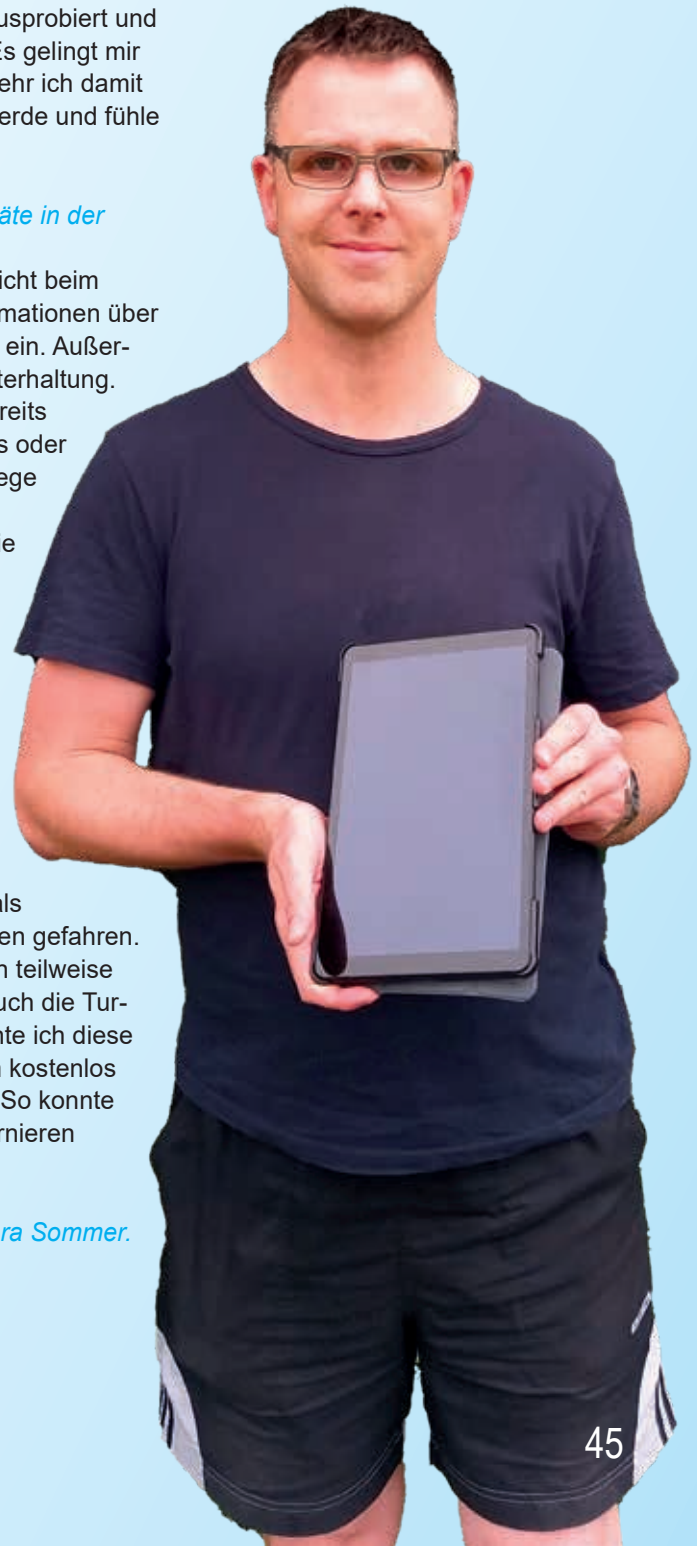 usprobiert und
Es gelingt mir
ehr ich damit
erde und fühle
äte in der
icht beim
mationen über
ein. Außer-
terhaltung.
reits
s oder
ege
e
als
en gefahren.
n teilweise
uch die Tur-
nte ich diese
n kostenlos
So konnte
rnieren
ra Sommer.
45